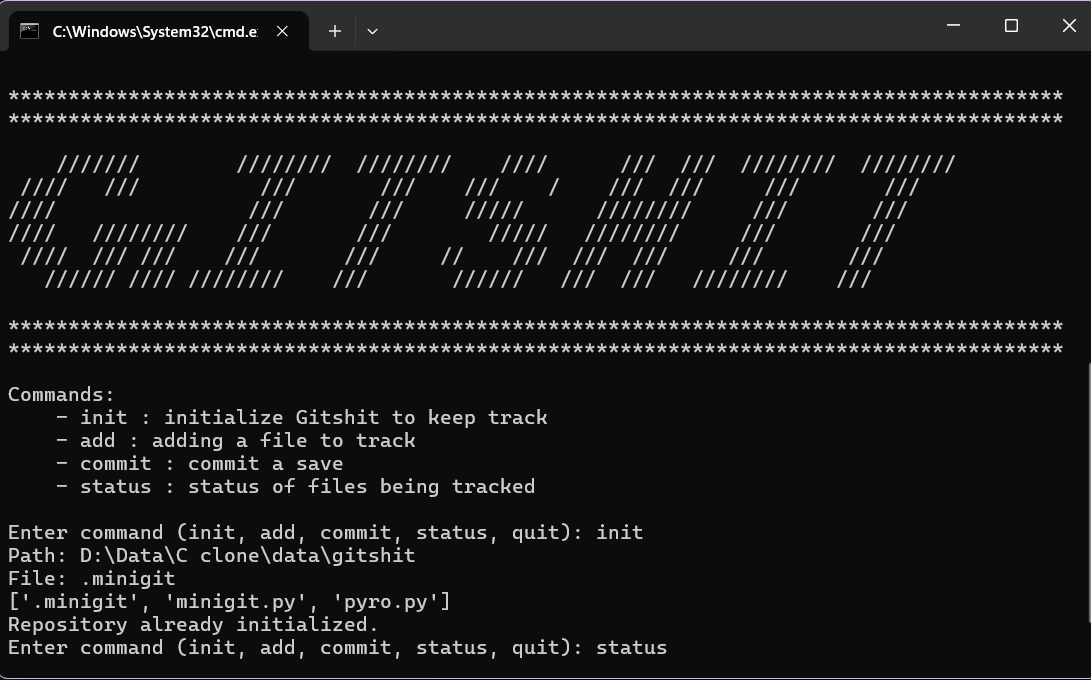 C:\Windows\System32\cmd.e
****************************************************************************************
****************************************************************************************
    ///////        ////////  ////////    ////      ///  ///  ////////  ////////
 ////   ///          ///       ///    ///    /    ///  ///     ///       ///
////                ///       ///    /////      ////////     ///       ///
////   ////////    ///       ///        /////   ////////     ///       ///
 ////  /// ///    ///       ///     //    ///  ///  ///     ///       ///
   ////// //// ////////    ///       //////   ///  ///   ////////    ///
****************************************************************************************
****************************************************************************************
Commands:
    - init : initialize Gitshit to keep track
    - add : adding a file to track
    - commit : commit a save
    - status : status of files being tracked
Enter command (init, add, commit, status, quit): init
Path: D:\Data\C clone\data\gitshit
File: .minigit
['.minigit', 'minigit.py', 'pyro.py']
Repository already initialized.
Enter command (init, add, commit, status, quit): status